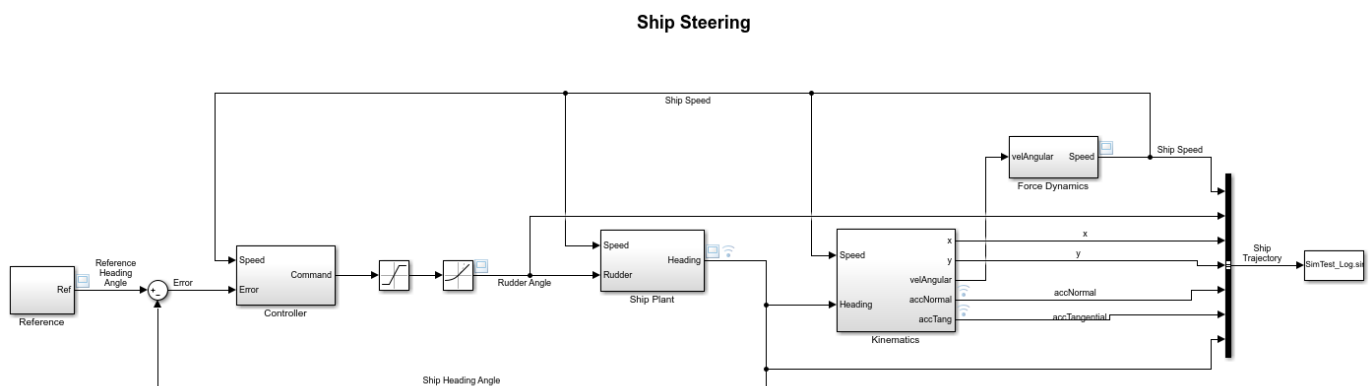 Ship Steering
Ship Speed
velAngular
Speed
Ship Speed
Force Dynamics
Reference
Heading
Angle
Ref
Reference
Error
Speed
Command
Error
Controller
Rudder Angle
Speed
Heading
Rudder
Ship Plant
Speed
Heading
x
y
velAngular
accNormal
accTang
Kinematics
x
y
accNormal
accTangential
Ship
Trajectory
SimTest_Log.sim
Ship Heading Angle